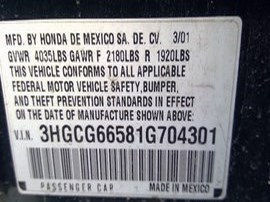 MFD. BY HONDA DE MEXICO SA. DE. CV. 3/01
GVWR 4035LBS GAWR F 2180LBS R 1920LBS
THIS VEHICLE CONFORMS TO ALL APPLICABLE
FEDERAL MOTOR VEHICLE SAFETY,BUMPER,
AND THEFT PREVENTION STANDARDS IN EFFECT
ON THE DATE OF MANUFACTURE SHOWN ABOVE.
V.I.N. 3HGCG66581G704301
PASSENGER CAR MADE IN MEXICO